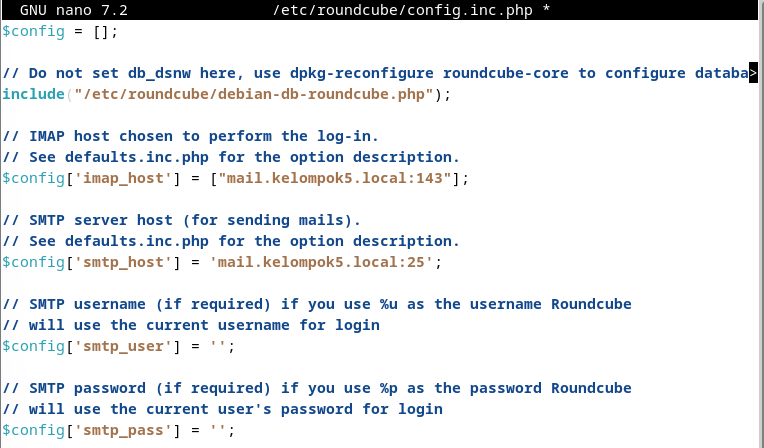 GNU nano 7.2 /etc/roundcube/config.inc.php *
$config = [];
// Do not set db_dsnw here, use dpkg-reconfigure roundcube-core to configure databa>
include("/etc/roundcube/debian-db-roundcube.php");
// IMAP host chosen to perform the log-in.
// See defaults.inc.php for the option description.
$config['imap_host'] = ["mail.kelompok5.local:143"];
// SMTP server host (for sending mails).
// See defaults.inc.php for the option description.
$config['smtp_host'] = 'mail.kelompok5.local:25';
// SMTP username (if required) if you use %u as the username Roundcube
// will use the current username for login
$config['smtp_user'] = '';
// SMTP password (if required) if you use %p as the password Roundcube
// will use the current user's password for login
$config['smtp_pass'] = '';